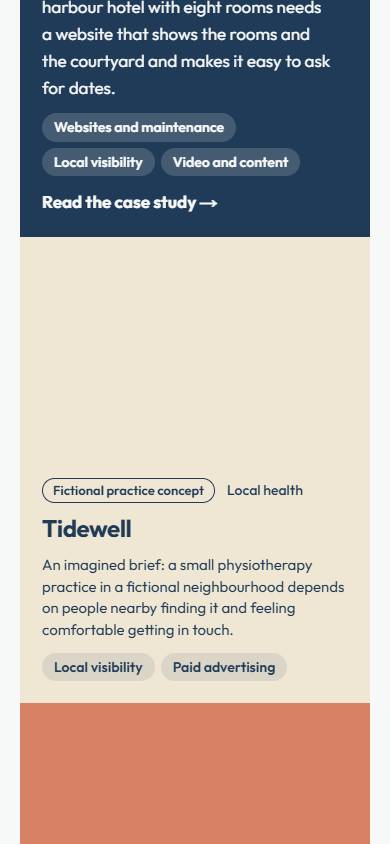 harbour hotel with eight rooms needs
a website that shows the rooms and
the courtyard and makes it easy to ask
for dates.
Websites and maintenance
Local visibility Video and content
Read the case study →
Fictional practice concept Local health
Tidewell
An imagined brief: a small physiotherapy
practice in a fictional neighbourhood depends
on people nearby finding it and feeling
comfortable getting in touch.
Local visibility Paid advertising